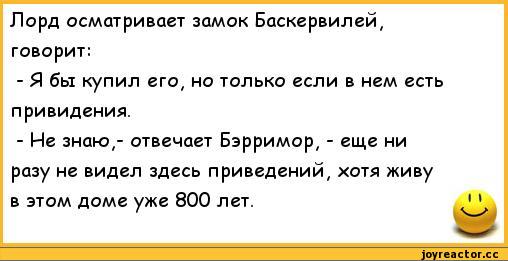 Лорд осматривает замок Баскервилей,
говорит:
- Я бы купил его, но только если в нем есть
привидения.
- Не знаю,- отвечает Бэрримор, - еще ни
разу не видел здесь приведений, хотя живу
в этом доме уже 800 лет.
joyreactor.cc